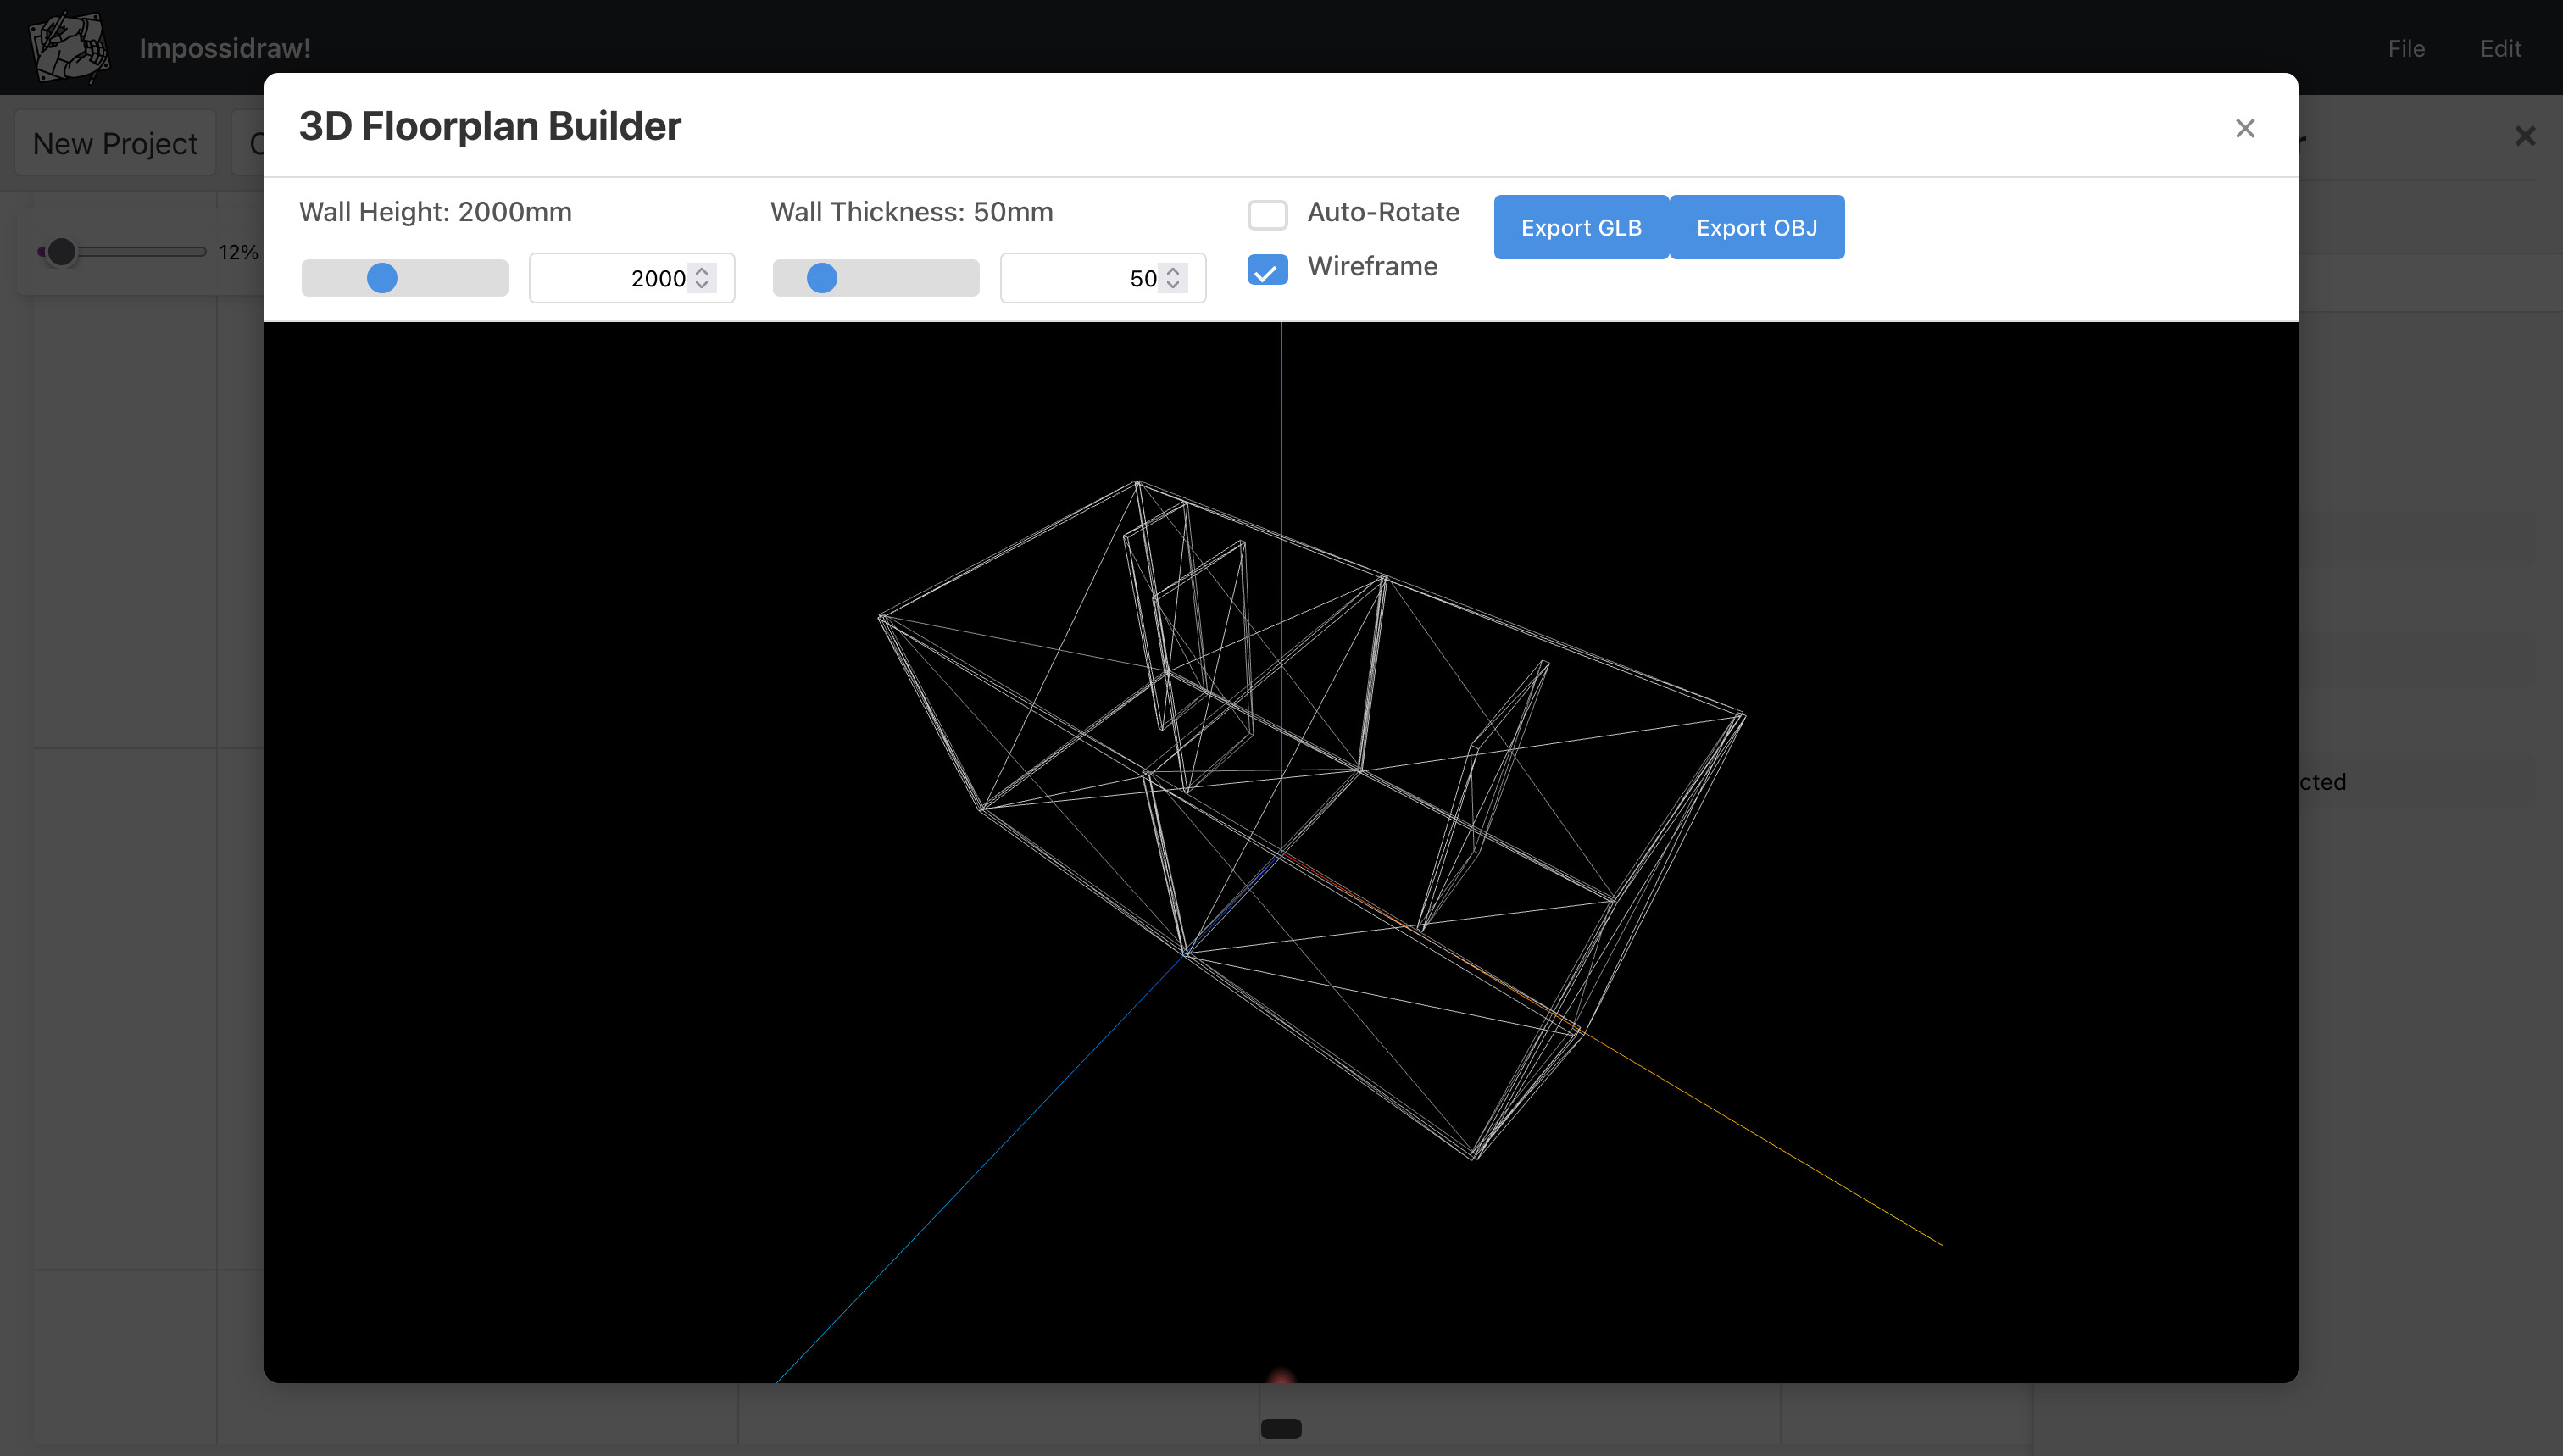 Impossidraw!
File
Edit
New Project
3D Floorplan Builder
Wall Height: 2000mm
2000
Wall Thickness: 50mm
50
Auto-Rotate
Wireframe
Export GLB
Export OBJ
12%
cted